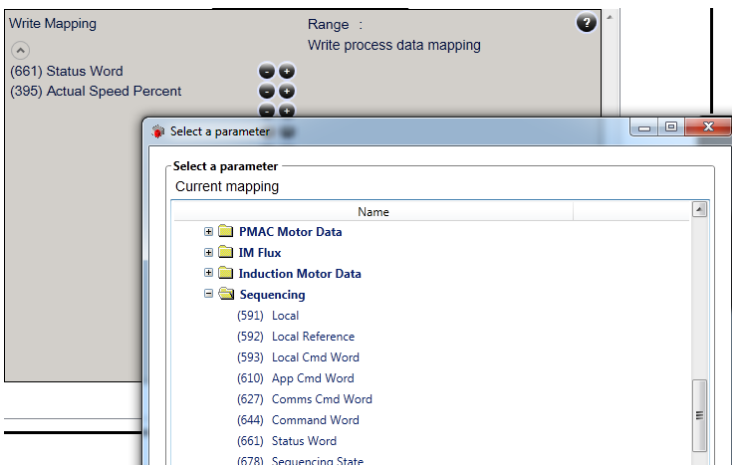 Write Mapping
Range :
Write process data mapping
(661) Status Word
(395) Actual Speed Percent
Select a parameter
Select a parameter
Current mapping
Name
PMAC Motor Data
IM Flux
Induction Motor Data
Sequencing
(591) Local
(592) Local Reference
(593) Local Cmd Word
(610) App Cmd Word
(627) Comms Cmd Word
(644) Command Word
(661) Status Word
(678) Sequencing State